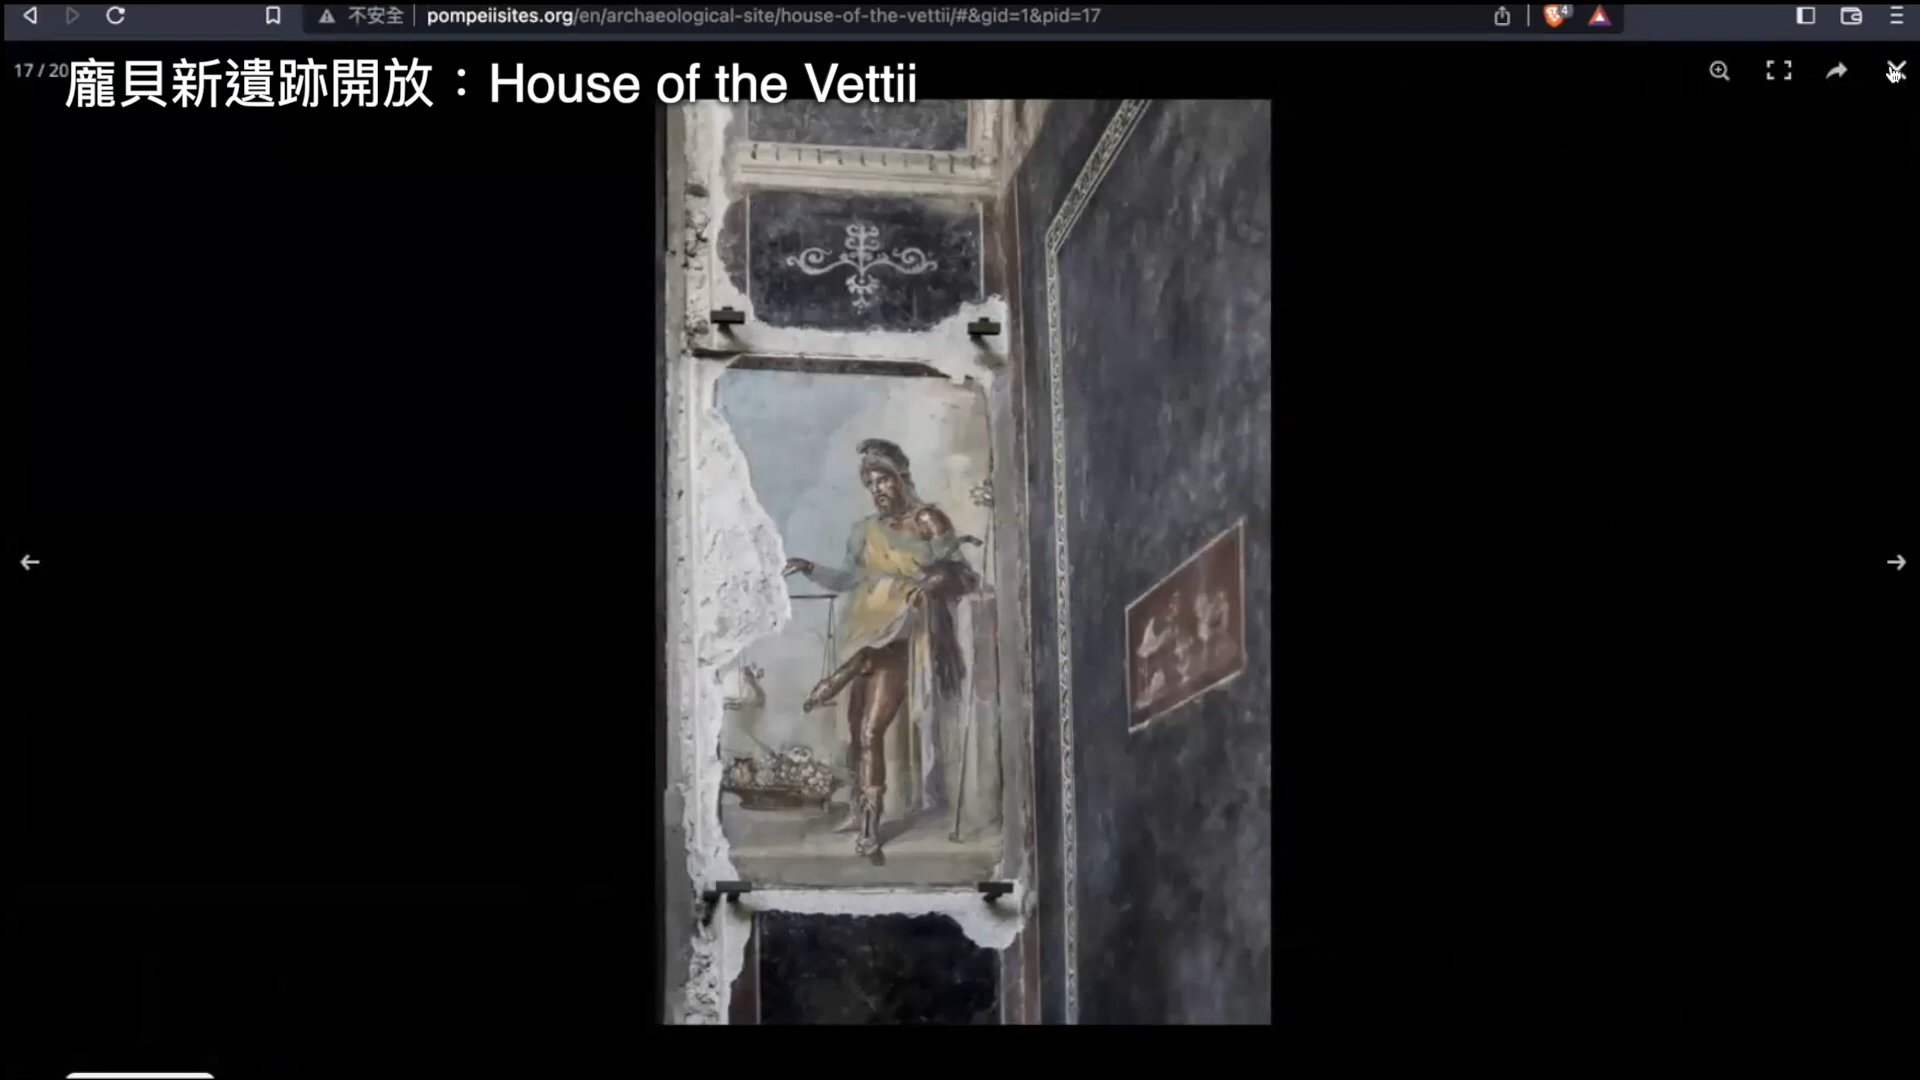 不安全 pompeiisites.org/en/archaeological-site/house-of-the-vettii/#&gid=1&pid=17
4
17 / 20
龐貝新遺跡開放：House of the Vettii